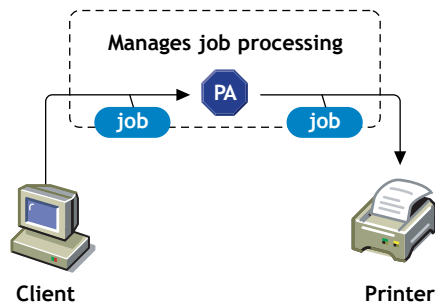 Manages job processing
PA
job
job
Client
Printer